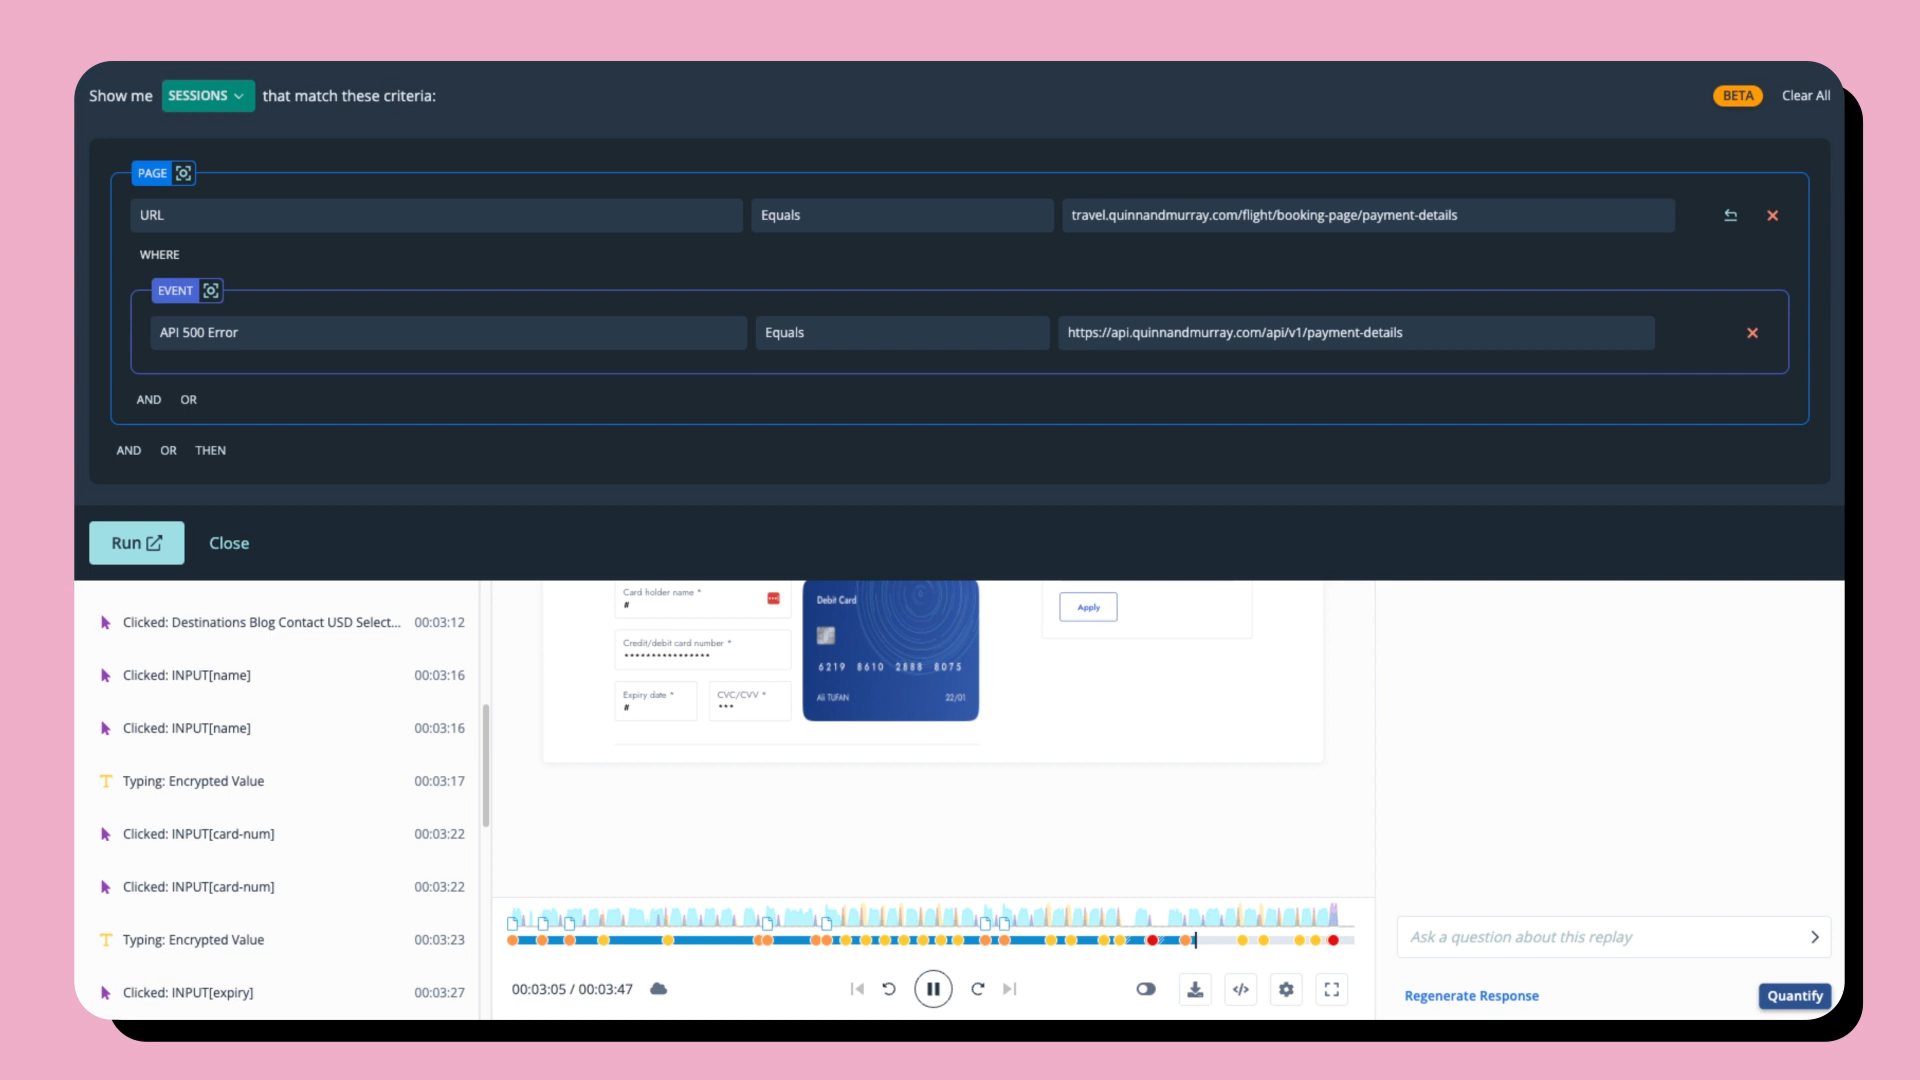 Show me SESSIONS that match these criteria:
BETA Clear All
PAGE
URL Equals travel.quinnandmurray.com/flight/booking-page/payment-details
WHERE
EVENT
API 500 Error Equals https://api.quinnandmurray.com/api/v1/payment-details
AND OR
AND OR THEN
Run Close
Clicked: Destinations Blog Contact USD Select... 00:03:12
Clicked: INPUT[name] 00:03:16
Clicked: INPUT[name] 00:03:16
Typing: Encrypted Value 00:03:17
Clicked: INPUT[card-num] 00:03:22
Clicked: INPUT[card-num] 00:03:22
Typing: Encrypted Value 00:03:23
Clicked: INPUT[expiry] 00:03:27
Card holder name *
#
Credit/debit card number *
****************
Expiry date *
#
CVC/CVV *
***
Debit Card
6219 8610 2888 8075
Ali TUFAN 22/01
Apply
00:03:05 / 00:03:47
Ask a question about this replay
Regenerate Response
Quantify